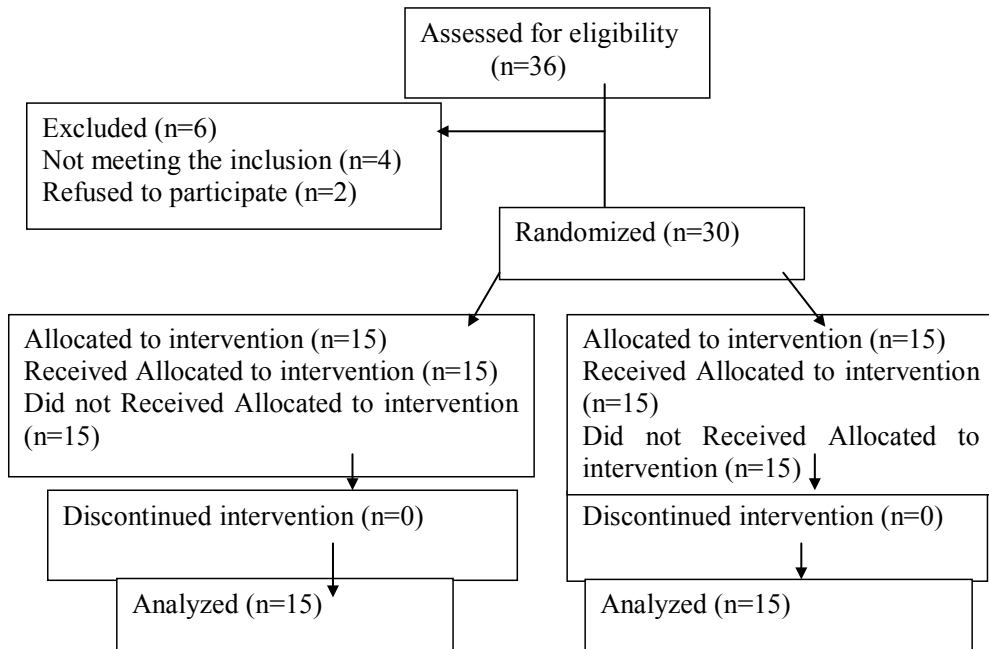 Assessed for eligibility
(n=36)
Excluded (n=6)
Not meeting the inclusion (n=4)
Refused to participate (n=2)
Randomized (n=30)
Allocated to intervention (n=15)
Received Allocated to intervention (n=15)
Did not Received Allocated to intervention
(n=15)
Allocated to intervention (n=15)
Received Allocated to intervention
(n=15)
Did not Received Allocated to
intervention (n=15)
Discontinued intervention (n=0)
Discontinued intervention (n=0)
Analyzed (n=15)
Analyzed (n=15)